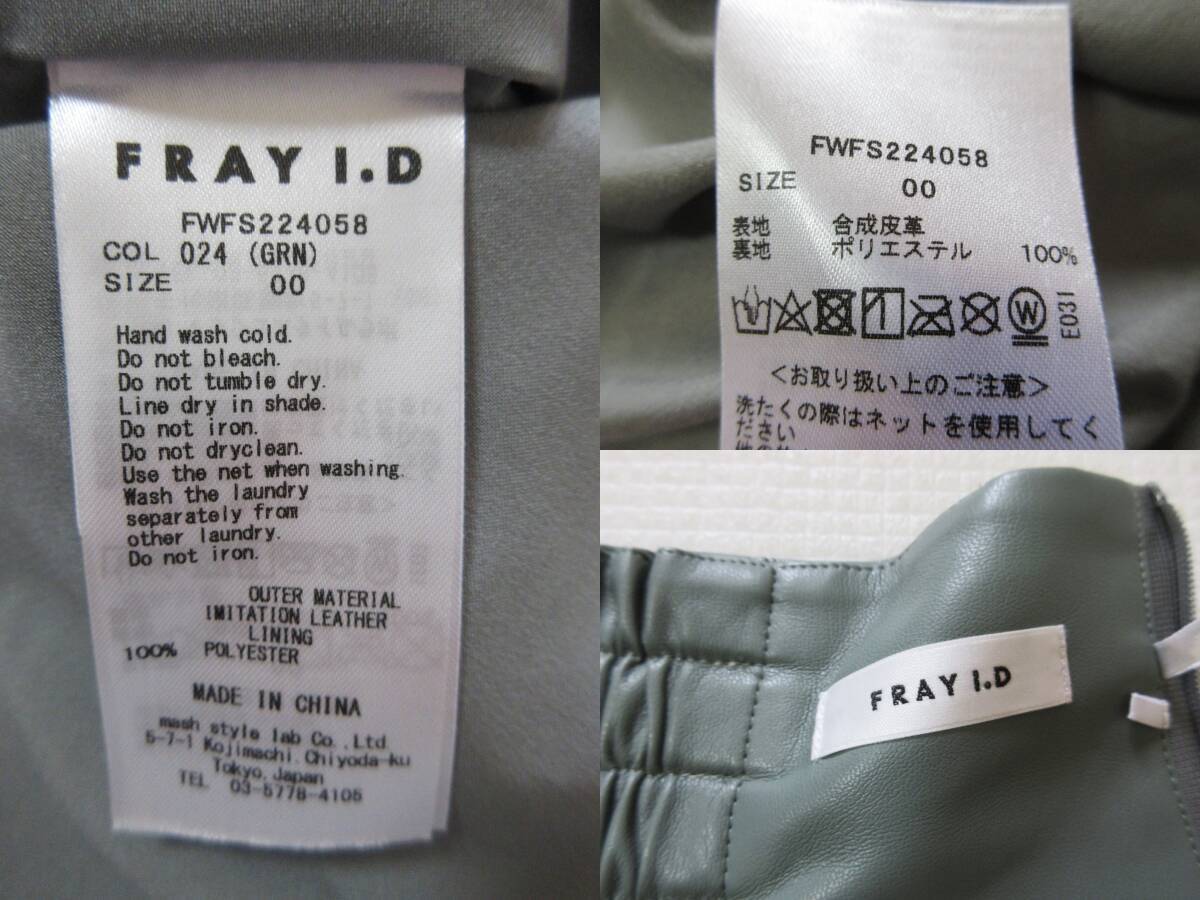 FRAY I.D
FWFS224058
COL 024 (GRN)
SIZE 00
Hand wash cold.
Do not bleach.
Do not tumble dry.
Line dry in shade.
Do not iron.
Do not dryclean.
Use the net when washing.
Wash the laundry
separately from
other laundry.
Do not iron.
OUTER MATERIAL
IMITATION LEATHER
LINING
100% POLYESTER
MADE IN CHINA
mash style lab Co.,Ltd.
5-7-1 Kojimachi.Chiyoda-ku
Tokyo,Japan
TEL 03-5778-4105
FWFS224058
SIZE 00
表地 合成皮革
裏地 ポリエステル 100%
W
E031
<お取り扱い上のご注意>
洗たくの際はネットを使用してく
ださい
FRAY I.D